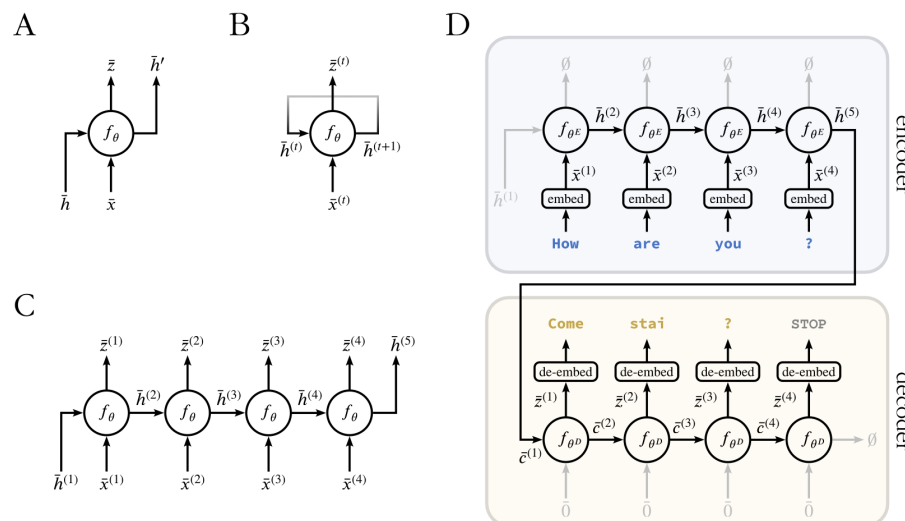 A
z̄ h̄′
f_θ
h̄ x̄
B
z̄^(t)
f_θ
h̄^(t) h̄^(t+1)
x̄^(t)
C
z̄^(1) z̄^(2) z̄^(3) z̄^(4) h̄^(5)
h̄^(2) h̄^(3) h̄^(4)
f_θ f_θ f_θ f_θ
h̄^(1) x̄^(1) x̄^(2) x̄^(3) x̄^(4)
D
∅ ∅ ∅ ∅
h̄^(2) h̄^(3) h̄^(4) h̄^(5)
f_θ^E f_θ^E f_θ^E f_θ^E
x̄^(1) x̄^(2) x̄^(3) x̄^(4)
h̄^(1) embed embed embed embed
How are you ?
encoder
Come stai ? STOP
de-embed de-embed de-embed de-embed
z̄^(1) z̄^(2) z̄^(3) z̄^(4)
c̄^(2) c̄^(3) c̄^(4)
f_θ^D f_θ^D f_θ^D f_θ^D ∅
c̄^(1)
0̄ 0̄ 0̄ 0̄
decoder